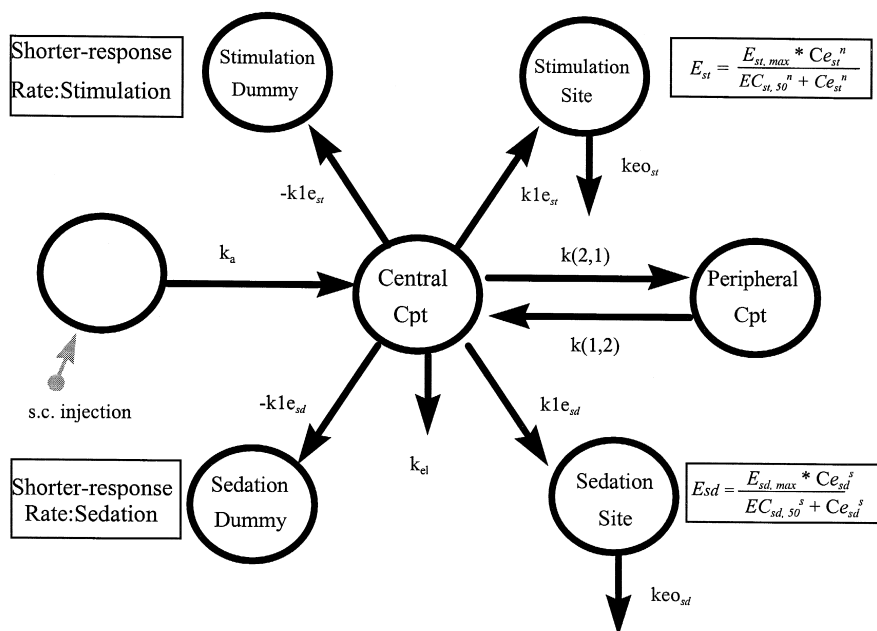 Shorter-response
Rate:Stimulation
Stimulation
Dummy
Stimulation
Site
E_st = E_st, max * Ce_st^n / EC_st, 50^n + Ce_st^n
-k1e_st
k1e_st
keo_st
k_a
Central
Cpt
k(2,1)
k(1,2)
Peripheral
Cpt
s.c. injection
-k1e_sd
k_el
k1e_sd
Shorter-response
Rate:Sedation
Sedation
Dummy
Sedation
Site
Esd = E_sd, max * Ce_sd^s / EC_sd, 50^s + Ce_sd^s
keo_sd